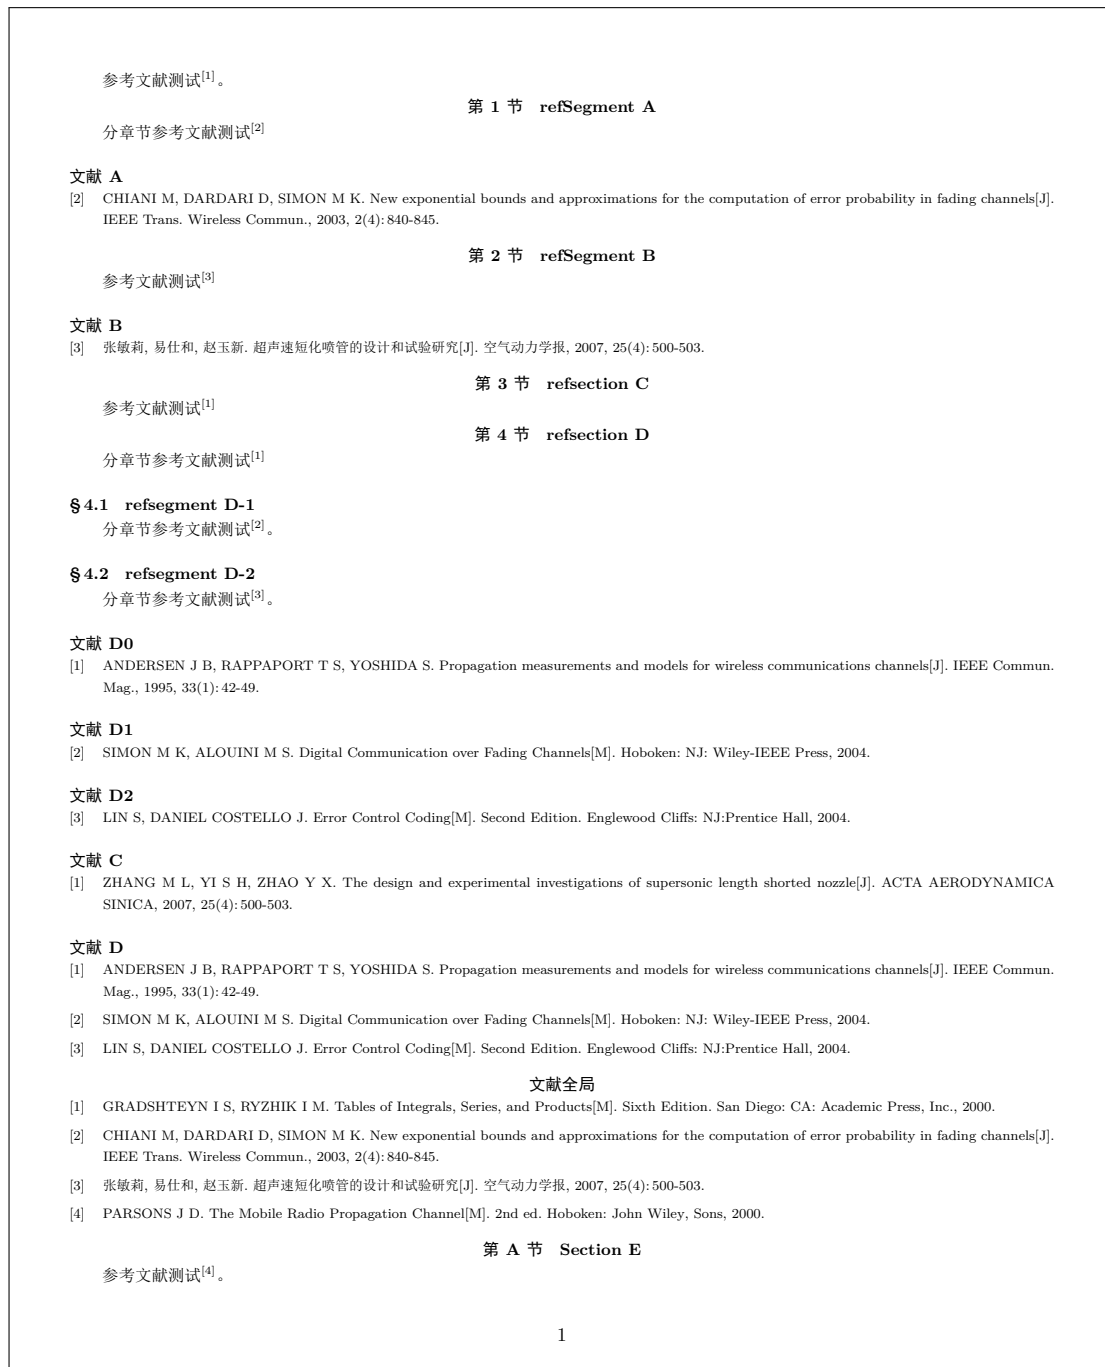 参考文献测试[1]。
第 1 节 refSegment A
分章节参考文献测试[2]
文献 A
[2] CHIANI M, DARDARI D, SIMON M K. New exponential bounds and approximations for the computation of error probability in fading channels[J].
IEEE Trans. Wireless Commun., 2003, 2(4): 840-845.
第 2 节 refSegment B
参考文献测试[3]
文献 B
[3] 张敏莉, 易仕和, 赵玉新. 超声速短化喷管的设计和试验研究[J]. 空气动力学报, 2007, 25(4): 500-503.
第 3 节 refsection C
参考文献测试[1]
第 4 节 refsection D
分章节参考文献测试[1]
§ 4.1 refsegment D-1
分章节参考文献测试[2]。
§ 4.2 refsegment D-2
分章节参考文献测试[3]。
文献 D0
[1] ANDERSEN J B, RAPPAPORT T S, YOSHIDA S. Propagation measurements and models for wireless communications channels[J]. IEEE Commun.
Mag., 1995, 33(1): 42-49.
文献 D1
[2] SIMON M K, ALOUINI M S. Digital Communication over Fading Channels[M]. Hoboken: NJ: Wiley-IEEE Press, 2004.
文献 D2
[3] LIN S, DANIEL COSTELLO J. Error Control Coding[M]. Second Edition. Englewood Cliffs: NJ:Prentice Hall, 2004.
文献 C
[1] ZHANG M L, YI S H, ZHAO Y X. The design and experimental investigations of supersonic length shorted nozzle[J]. ACTA AERODYNAMICA
SINICA, 2007, 25(4): 500-503.
文献 D
[1] ANDERSEN J B, RAPPAPORT T S, YOSHIDA S. Propagation measurements and models for wireless communications channels[J]. IEEE Commun.
Mag., 1995, 33(1): 42-49.
[2] SIMON M K, ALOUINI M S. Digital Communication over Fading Channels[M]. Hoboken: NJ: Wiley-IEEE Press, 2004.
[3] LIN S, DANIEL COSTELLO J. Error Control Coding[M]. Second Edition. Englewood Cliffs: NJ:Prentice Hall, 2004.
文献全局
[1] GRADSHTEYN I S, RYZHIK I M. Tables of Integrals, Series, and Products[M]. Sixth Edition. San Diego: CA: Academic Press, Inc., 2000.
[2] CHIANI M, DARDARI D, SIMON M K. New exponential bounds and approximations for the computation of error probability in fading channels[J].
IEEE Trans. Wireless Commun., 2003, 2(4): 840-845.
[3] 张敏莉, 易仕和, 赵玉新. 超声速短化喷管的设计和试验研究[J]. 空气动力学报, 2007, 25(4): 500-503.
[4] PARSONS J D. The Mobile Radio Propagation Channel[M]. 2nd ed. Hoboken: John Wiley, Sons, 2000.
第 A 节 Section E
参考文献测试[4]。
1